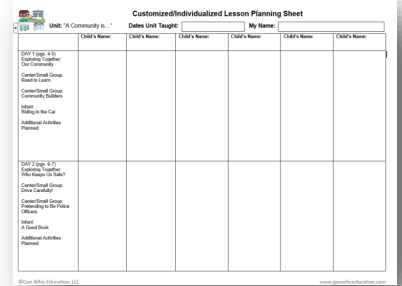 Customized/Individualized Lesson Planning Sheet
Unit: "A Community is..." Dates Unit Taught: My Name:
Child's Name: Child's Name: Child's Name: Child's Name: Child's Name Child's Name:
DAY 1 (pgs. 4-5)
Exploring Together:
Our Community
Center/Small Group:
Read to Learn
Center/Small Group:
Community Builders
Infant:
Riding in the Car
Additional Activities
Planned:
DAY 2 (pgs. 6-7)
Exploring Together:
Who Keeps Us Safe?
Center/Small Group:
Drive Carefully!
Center/Small Group:
Pretending to Be Police
Officers
Infant:
A Good Book
Additional Activities
Planned:
©Gee Whiz Education, LLC www.geewhizeducation.com